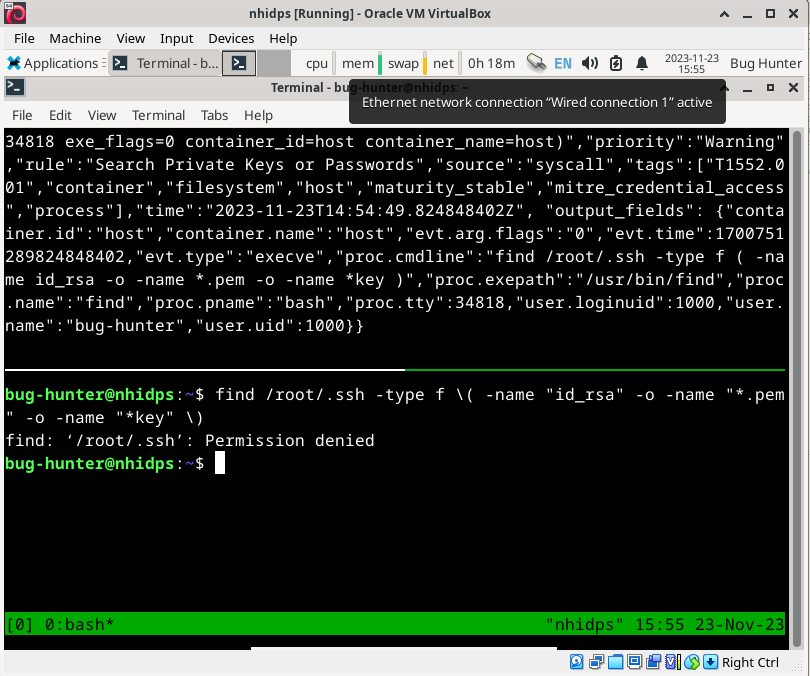 nhidps [Running] - Oracle VM VirtualBox
File Machine View Input Devices Help
Applications Terminal - b... cpu mem swap net 0h 18m EN 2023-11-23 15:55 Bug Hunter
Terminal - bug-hunter@nhidps: ~
Ethernet network connection “Wired connection 1” active
File Edit View Terminal Tabs Help
34818 exe_flags=0 container_id=host container_name=host)","priority":"Warning"
,"rule":"Search Private Keys or Passwords","source":"syscall","tags":["T1552.0
01","container","filesystem","host","maturity_stable","mitre_credential_access
","process"],"time":"2023-11-23T14:54:49.824848402Z", "output_fields": {"conta
iner.id":"host","container.name":"host","evt.arg.flags":"0","evt.time":1700751
289824848402,"evt.type":"execve","proc.cmdline":"find /root/.ssh -type f ( -na
me id_rsa -o -name *.pem -o -name *key )","proc.exepath":"/usr/bin/find","proc
.name":"find","proc.pname":"bash","proc.tty":34818,"user.loginuid":1000,"user.
name":"bug-hunter","user.uid":1000}}
bug-hunter@nhidps:~$ find /root/.ssh -type f \( -name "id_rsa" -o -name "*.pem
" -o -name "*key" \)
find: ‘/root/.ssh’: Permission denied
bug-hunter@nhidps:~$
[0] 0:bash* "nhidps" 15:55 23-Nov-23
Right Ctrl